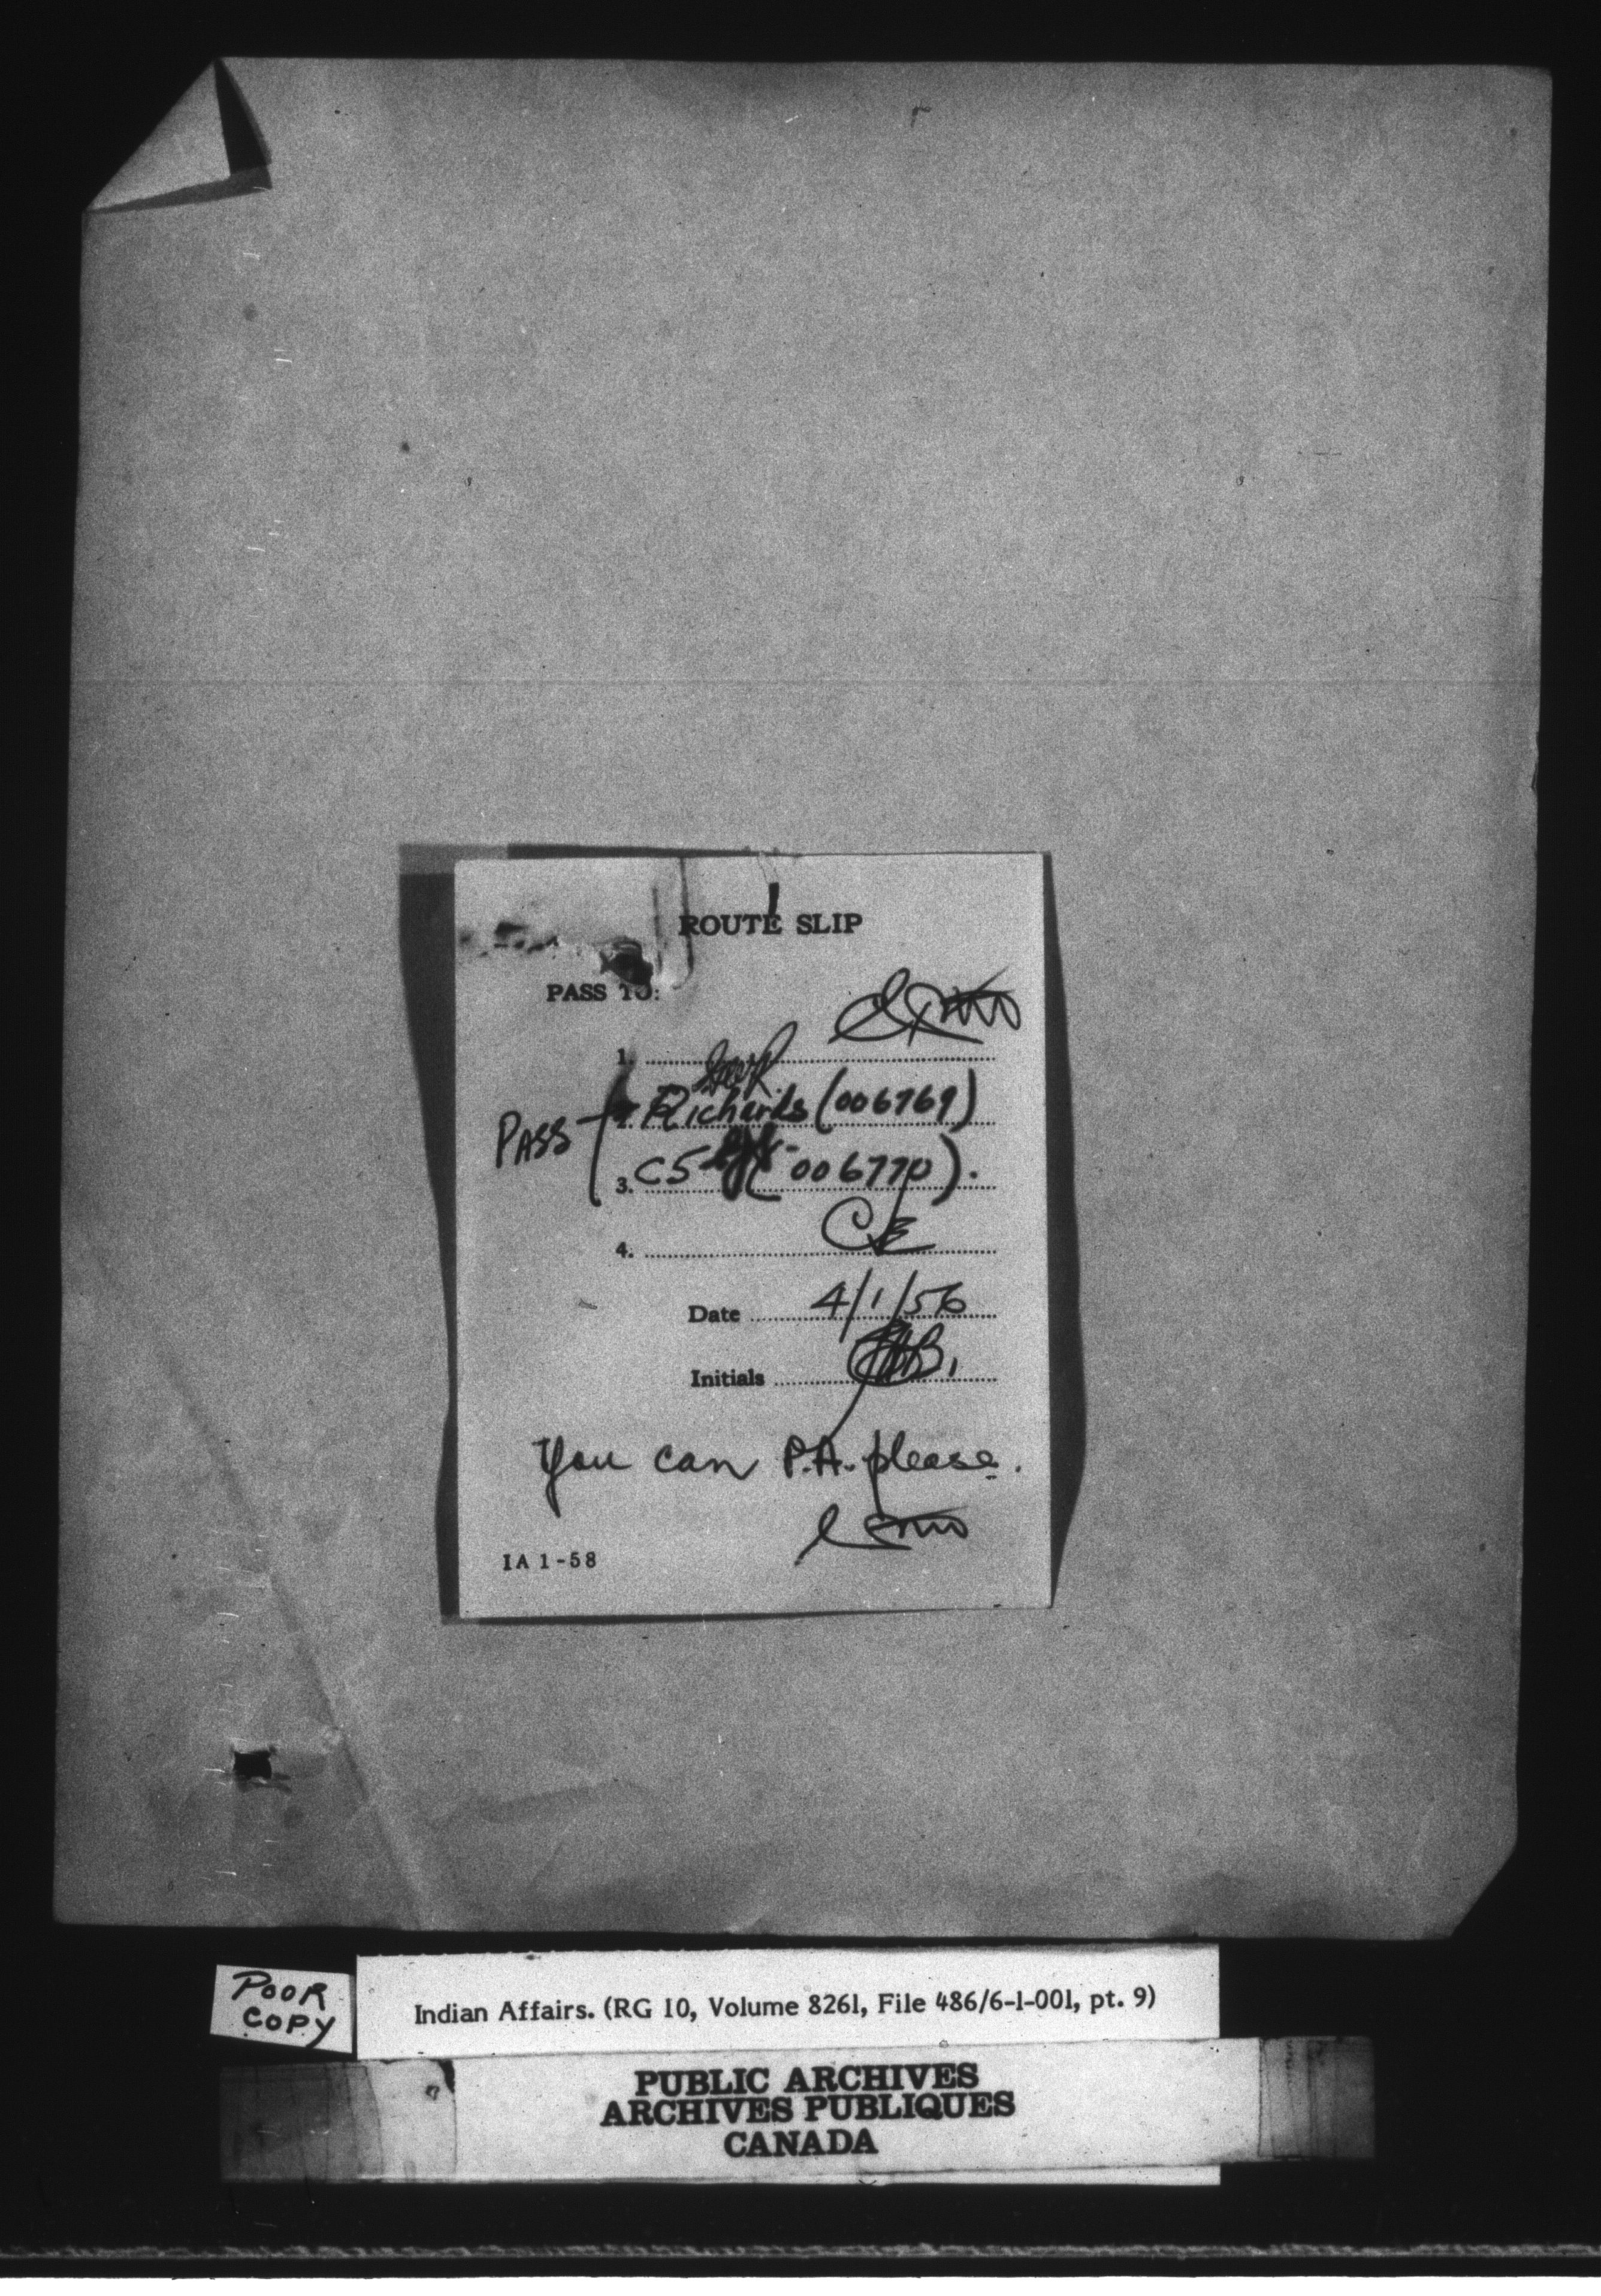 ROUTE SLIP
PASS TO:
1.
PASS 2. Richards (006769)
3. C5 (006770).
4.
Date 4/1/56
Initials
You can P.A. please.
IA 1-58
POOR
COPY
Indian Affairs. (RG 10, Volume 8261, File 486/6-1-001, pt. 9)
PUBLIC ARCHIVES
ARCHIVES PUBLIQUES
CANADA